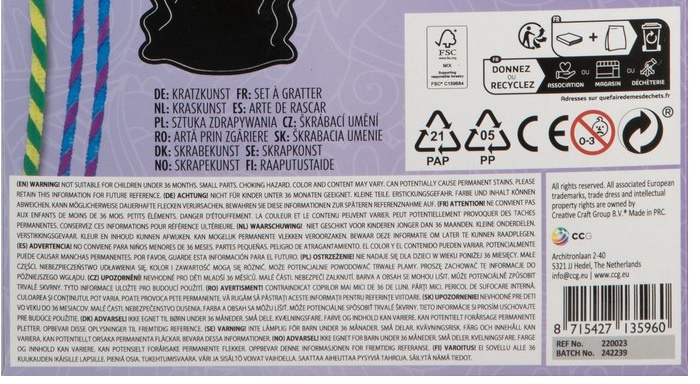 DE: KRATZKUNST FR: SET À GRATTER
NL: KRASKUNST ES: ARTE DE RASCAR
PL: SZTUKA ZDRAPYWANIA CZ: ŠKRABACÍ UMĚNÍ
RO: ARTĂ PRIN ZGÂRIERE SK: ŠKRABACIA UMENIE
DK: SKRABEKUNST SE: SKRAPKONST
NO: SKRAPEKUNST FI: RAAPUTUSTAIDE
FSC
MIX
Supporting responsible forestry
FSC® C159684
FR
+
FR
DONNEZ
ou
RECYCLEZ
ASSOCIATION
ou
MAGASIN
ou
DÉCHÈTERIE
Adresses sur quefairedemesdechets.fr
21
PAP
05
PP
CE
0-3
(EN) WARNING! NOT SUITABLE FOR CHILDREN UNDER 36 MONTHS. SMALL PARTS. CHOKING HAZARD. COLOR AND CONTENT MAY VARY. CAN POTENTIALLY CAUSE PERMANENT STAINS. PLEASE
RETAIN THIS INFORMATION FOR FUTURE REFERENCE. (DE) ACHTUNG! NICHT FÜR KINDER UNTER 36 MONATEN GEEIGNET. KLEINE TEILE. ERSTICKUNGSGEFAHR. FARBE UND INHALT KÖNNEN
ABWEICHEN. KANN MÖGLICHERWEISE DAUERHAFTE FLECKEN VERURSACHEN. BEWAHREN SIE DIESE INFORMATION ZUR SPÄTEREN REFERENZNAHME AUF. (FR) ATTENTION! NE CONVIENT PAS
AUX ENFANTS DE MOINS DE 36 MOIS. PETITS ÉLÉMENTS. DANGER D'ÉTOUFFEMENT. LA COULEUR ET LE CONTENU PEUVENT VARIER. PEUT POTENTIELLEMENT PROVOQUER DES TACHES
PERMANENTES. CONSERVEZ CES INFORMATIONS POUR RÉFÉRENCE ULTÉRIEURE. (NL) WAARSCHUWING! NIET GESCHIKT VOOR KINDEREN JONGER DAN 36 MAANDEN. KLEINE ONDERDELEN.
VERSTIKKINGSGEVAAR. KLEUR EN INHOUD KUNNEN AFWIJKEN. KAN MOGELIJK PERMANENTE VLEKKEN VEROORZAKEN. BEWAAR DEZE INFORMATIE OM LATER TE KUNNEN RAADPLEGEN.
(ES) ADVERTENCIA! NO CONVIENE PARA NIÑOS MENORES DE 36 MESES. PARTES PEQUEÑAS. PELIGRO DE ATRAGANTAMIENTO. EL COLOR Y EL CONTENIDO PUEDEN VARIAR. POTENCIALMENTE
PUEDE CAUSAR MANCHAS PERMANENTES. POR FAVOR, GUARDE ESTA INFORMACIÓN PARA EL FUTURO. (PL) OSTRZEŻENIE! NIE NADAJE SIĘ DLA DZIECI W WIEKU PONIŻEJ 36 MIESIĘCY. MAŁE
CZĘŚCI. NIEBEZPIECZEŃSTWO ZADŁAWIENIA. KOLOR I ZAWARTOŚĆ MOGĄ SIĘ RÓŻNIĆ. MOŻE POTENCJALNIE POWODOWAĆ TRWAŁE PLAMY. PROSZĘ ZACHOWAĆ TE INFORMACJE DO
PÓŹNIEJSZEGO WGLĄDU. (CZ) UPOZORNĚNÍ! NEVHODNÉ PRO DĚTI MLADŠÍ 36 MĚSÍCŮ. MALÉ ČÁSTI. NEBEZPEČÍ ZADUŠENÍ. BARVA A OBSAH SE MOHOU LIŠIT. MŮŽE POTENCIÁLNĚ ZPŮSOBIT
TRVALÉ SKVRNY. TYTO INFORMACE ULOŽTE PRO BUDOUCÍ POUŽITÍ. (RO) AVERTISMENT! CONTRAINDICAT COPIILOR MAI MICI DE 36 DE LUNI. PĂRȚI MICI. PERICOL DE SUFOCARE INTERNĂ.
CULOAREA ȘI CONȚINUTUL POT VARIA. POATE PROVOCA PETE PERMANENTE. VĂ RUGĂM SĂ PĂSTRAȚI ACESTE INFORMAȚII PENTRU REFERINȚE VIITOARE. (SK) UPOZORNENIE! NEVHODNÉ PRE DETI
VO VEKU DO 36 MESIACOV. MALÉ ČASTI. NEBEZPEČENSTVO DUSENIA. FARBA A OBSAH SA MÔŽU LÍŠIŤ. MÔŽE POTENCIÁLNE SPÔSOBIŤ TRVALÉ ŠKVRNY. TIETO INFORMÁCIE SI PROSÍM USCHOVAJTE
PRE BUDÚCE POUŽITIE. (DK) ADVARSEL! IKKE EGNET TIL BØRN UNDER 36 MÅNEDER. SMÅ DELE. KVÆLNINGSFARE. FARVE OG INDHOLD KAN VARIERE. KAN POTENTIELT FORÅRSAGE PERMANENTE
PLETTER. OPBEVAR DISSE OPLYSNINGER TIL FREMTIDIG REFERENCE. (SE) VARNING! INTE LÄMPLIG FÖR BARN UNDER 36 MÅNADER. SMÅ DELAR. KVÄVNINGSRISK. FÄRG OCH INNEHÅLL KAN
VARIERA. KAN POTENTIELLT ORSAKA PERMANENTA FLÄCKAR. BEHÅLL DENNA INFORMATION FÖR FRAMTIDA REFERENS. (NO) ADVARSEL! IKKE EGNET FOR BARN UNDER 36 MÅNEDER. SMÅ DELER. KVELNINGSFARE. FARGE
OG INNHOLD KAN VARIERE. KAN POTENSIELT FORÅRSAKE PERMANENTE FLEKKER. (FI) VAROITUS! EI SOVELLU ALLE 36
KUUKAUDEN IKÄISILLE LAPSILLE. PIENIÄ OSIA. TUKEHTUMISVAARA. VÄRI JA SISÄLTÖ VOIVAT VAIHDELLA. SAATTAA AIHEUTTAA PYSYVIÄ TAHROJA. SÄILYTÄ NÄMÄ TIEDOT.
All rights reserved. All associated European
trademarks, trade dress and intellectual
property rights are owned by
Creative Craft Group B.V. Made in PRC.
CCG
Architronlaan 2-40
5321 JJ Hedel, The Netherlands
info@ccg.eu | www.ccg.eu
8 715427 135960
REF No. 220023
BATCH No: 242239